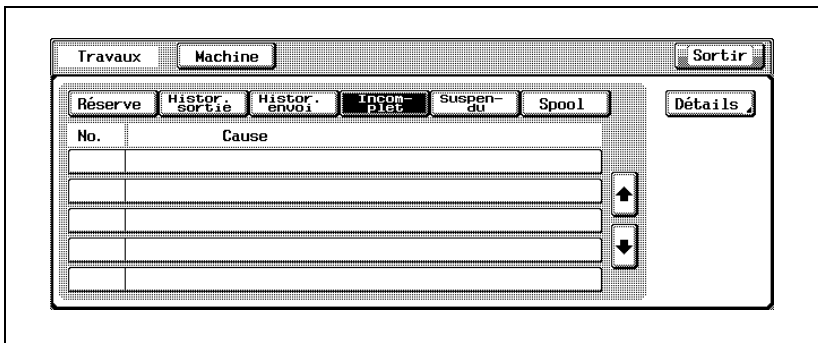 Travaux Machine Sortir
Réserve Histor. sortie Histor. envoi Incom- plet Suspen- du Spool Détails
No. Cause